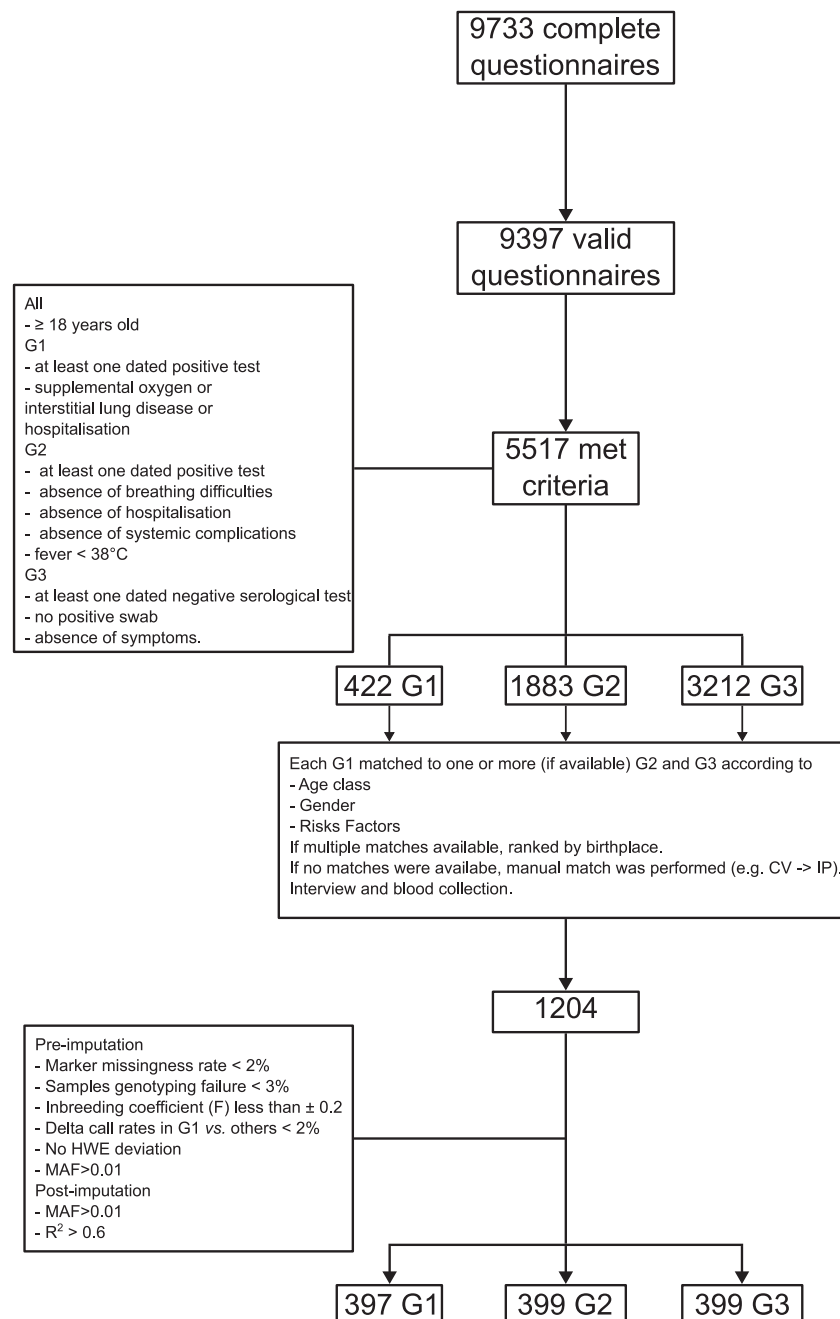 9733 complete
questionnaires
9397 valid
questionnaires
All
- ≥ 18 years old
G1
- at least one dated positive test
- supplemental oxygen or
interstitial lung disease or
hospitalisation
G2
- at least one dated positive test
- absence of breathing difficulties
- absence of hospitalisation
- absence of systemic complications
- fever < 38°C
G3
- at least one dated negative serological test
- no positive swab
- absence of symptoms.
5517 met
criteria
422 G1
1883 G2
3212 G3
Each G1 matched to one or more (if available) G2 and G3 according to
- Age class
- Gender
- Risks Factors
If multiple matches available, ranked by birthplace.
If no matches were availabe, manual match was performed (e.g. CV -> IP).
Interview and blood collection.
1204
Pre-imputation
- Marker missingness rate < 2%
- Samples genotyping failure < 3%
- Inbreeding coefficient (F) less than ± 0.2
- Delta call rates in G1 vs. others < 2%
- No HWE deviation
- MAF>0.01
Post-imputation
- MAF>0.01
- R² > 0.6
397 G1
399 G2
399 G3